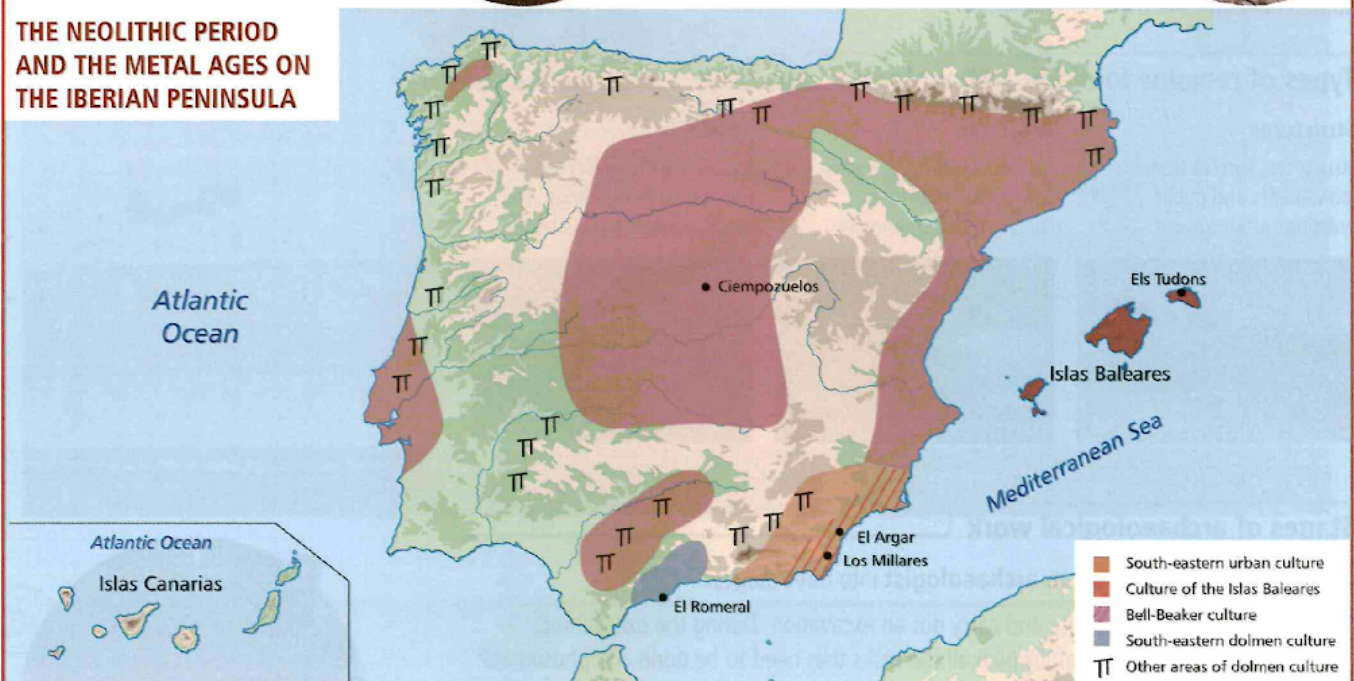 THE NEOLITHIC PERIOD
AND THE METAL AGES ON
THE IBERIAN PENINSULA
Atlantic
Ocean
Ciempozuelos
Els Tudons
Islas Baleares
Mediterranean Sea
El Argar
Los Millares
El Romeral
Atlantic Ocean
Islas Canarias
South-eastern urban culture
Culture of the Islas Baleares
Bell-Beaker culture
South-eastern dolmen culture
Other areas of dolmen culture